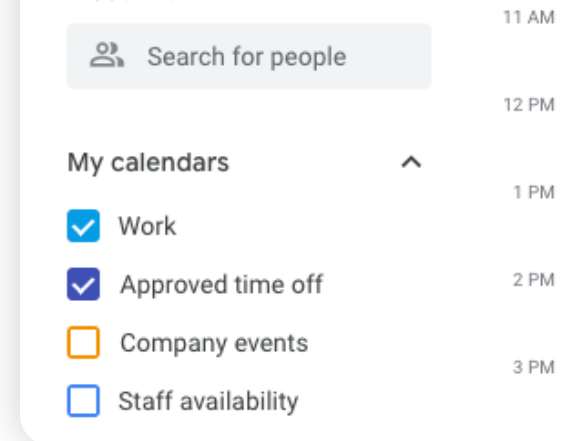 Search for people
My calendars
Work
Approved time off
Company events
Staff availability
11 AM
12 PM
1 PM
2 PM
3 PM